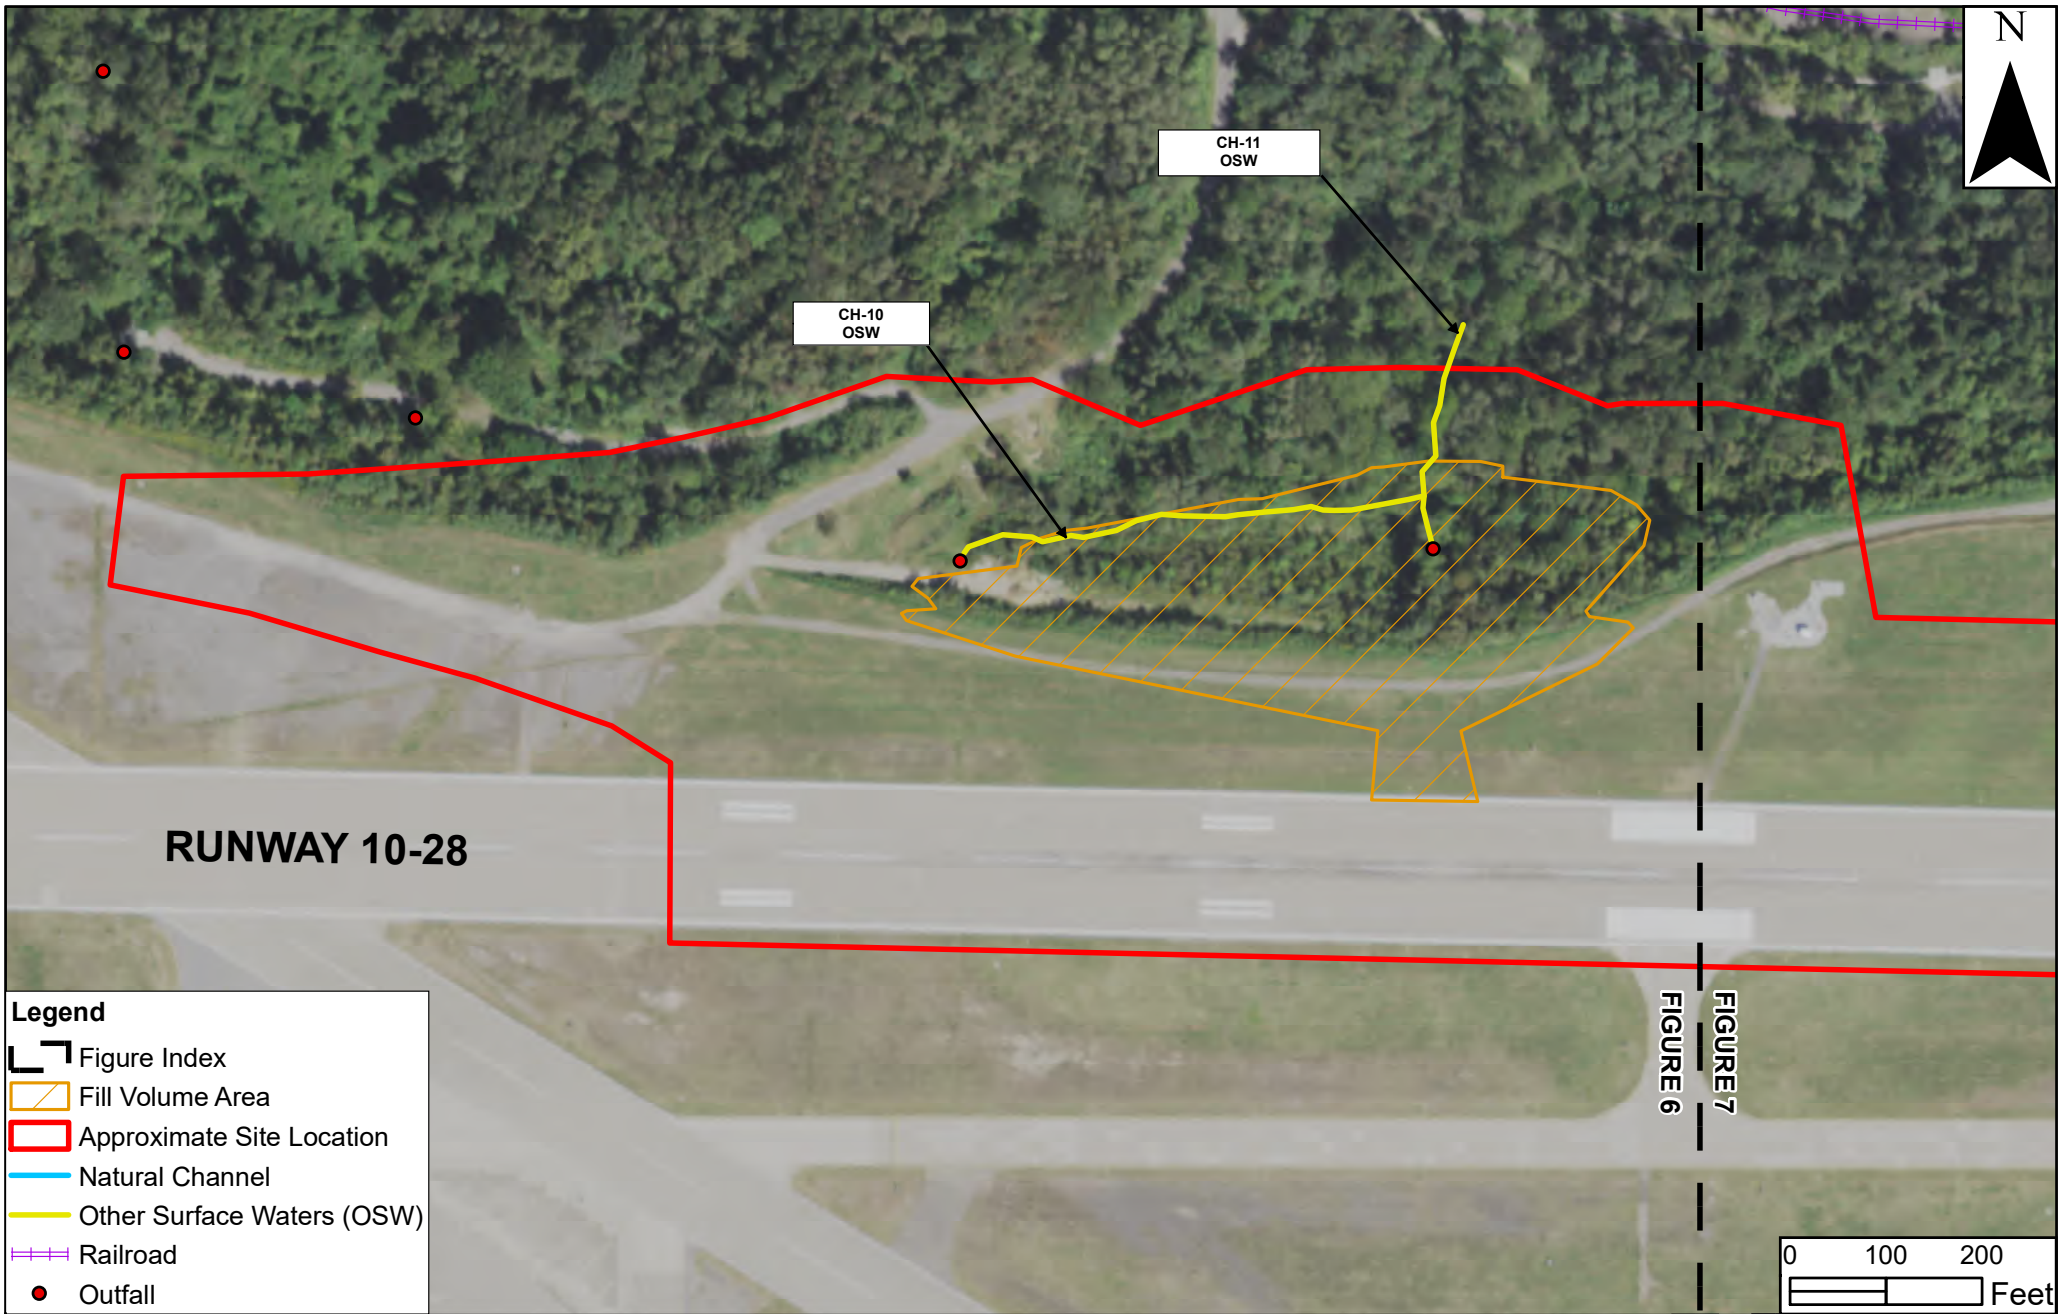 N
CH-11
OSW
CH-10
OSW
RUNWAY 10-28
FIGURE 6
FIGURE 7
Legend
Figure Index
Fill Volume Area
Approximate Site Location
Natural Channel
Other Surface Waters (OSW)
Railroad
Outfall
0 100 200
Feet